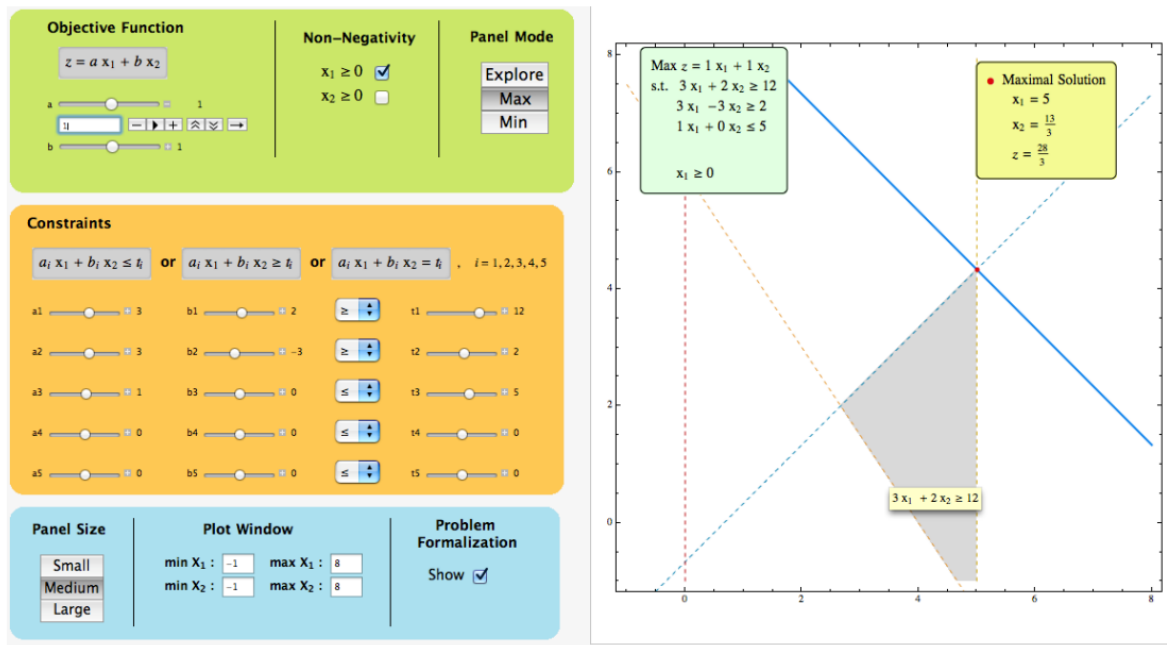 Objective Function
z = a x₁ + b x₂
a 1
1
b 1
Non-Negativity
x₁ ≥ 0
x₂ ≥ 0
Panel Mode
Explore
Max
Min
Constraints
aᵢ x₁ + bᵢ x₂ ≤ tᵢ or aᵢ x₁ + bᵢ x₂ ≥ tᵢ or aᵢ x₁ + bᵢ x₂ = tᵢ , i = 1, 2, 3, 4, 5
a1 3 b1 2 ≥ t1 12
a2 3 b2 -3 ≥ t2 2
a3 1 b3 0 ≤ t3 5
a4 0 b4 0 ≤ t4 0
a5 0 b5 0 ≤ t5 0
Panel Size
Small
Medium
Large
Plot Window
min X₁ : -1 max X₁ : 8
min X₂ : -1 max X₂ : 8
Problem
Formalization
Show
Max z = 1 x₁ + 1 x₂
s.t. 3 x₁ + 2 x₂ ≥ 12
3 x₁ -3 x₂ ≥ 2
1 x₁ + 0 x₂ ≤ 5
x₁ ≥ 0
Maximal Solution
x₁ = 5
x₂ = 13/3
z = 28/3
3 x₁ + 2 x₂ ≥ 12
8
6
4
2
0
0 2 4 6 8